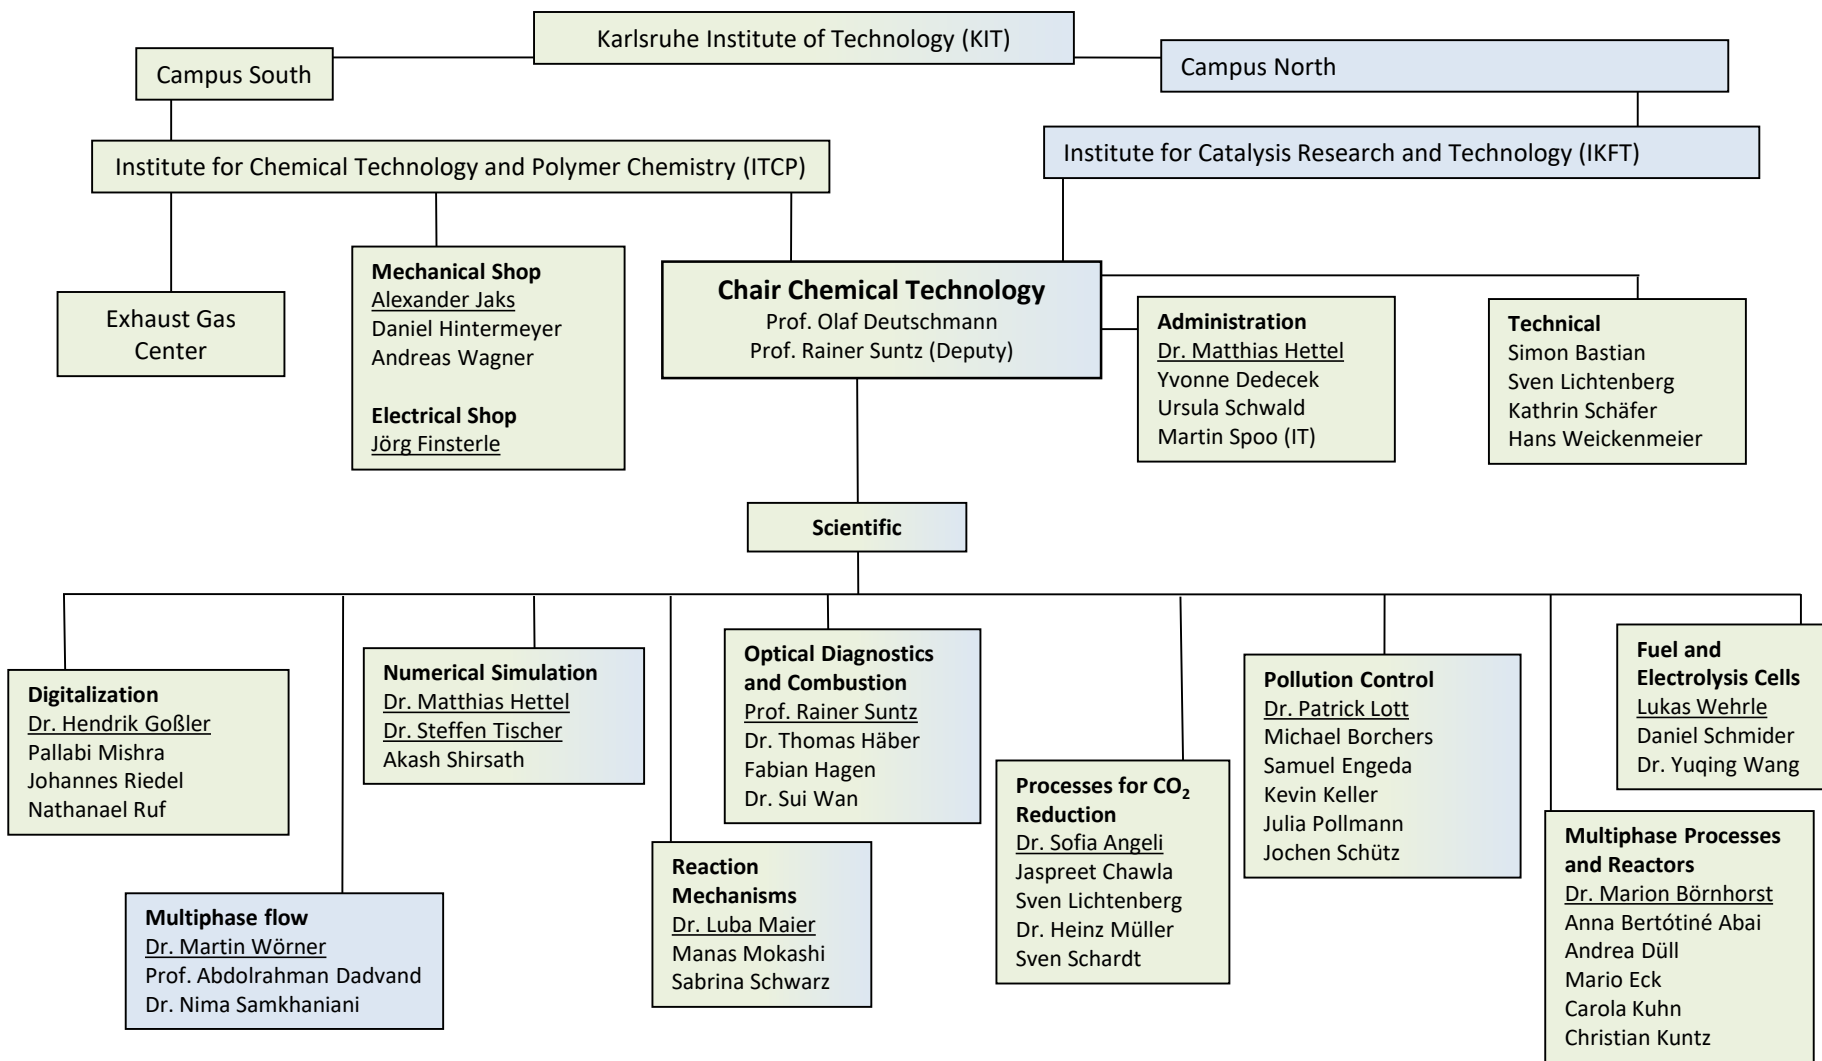 Karlsruhe Institute of Technology (KIT)
Campus South
Campus North
Institute for Chemical Technology and Polymer Chemistry (ITCP)
Institute for Catalysis Research and Technology (IKFT)
Exhaust Gas
Center
Mechanical Shop
Alexander Jaks
Daniel Hintermeyer
Andreas Wagner
Electrical Shop
Jörg Finsterle
Chair Chemical Technology
Prof. Olaf Deutschmann
Prof. Rainer Suntz (Deputy)
Administration
Dr. Matthias Hettel
Yvonne Dedecek
Ursula Schwald
Martin Spoo (IT)
Technical
Simon Bastian
Sven Lichtenberg
Kathrin Schäfer
Hans Weickenmeier
Scientific
Digitalization
Dr. Hendrik Goßler
Pallabi Mishra
Johannes Riedel
Nathanael Ruf
Multiphase flow
Dr. Martin Wörner
Prof. Abdolrahman Dadvand
Dr. Nima Samkhaniani
Numerical Simulation
Dr. Matthias Hettel
Dr. Steffen Tischer
Akash Shirsath
Reaction
Mechanisms
Dr. Luba Maier
Manas Mokashi
Sabrina Schwarz
Optical Diagnostics
and Combustion
Prof. Rainer Suntz
Dr. Thomas Häber
Fabian Hagen
Dr. Sui Wan
Processes for CO₂
Reduction
Dr. Sofia Angeli
Jaspreet Chawla
Sven Lichtenberg
Dr. Heinz Müller
Sven Schardt
Pollution Control
Dr. Patrick Lott
Michael Borchers
Samuel Engeda
Kevin Keller
Julia Pollmann
Jochen Schütz
Multiphase Processes
and Reactors
Dr. Marion Börnhorst
Anna Bertótiné Abai
Andrea Düll
Mario Eck
Carola Kuhn
Christian Kuntz
Fuel and
Electrolysis Cells
Lukas Wehrle
Daniel Schmider
Dr. Yuqing Wang